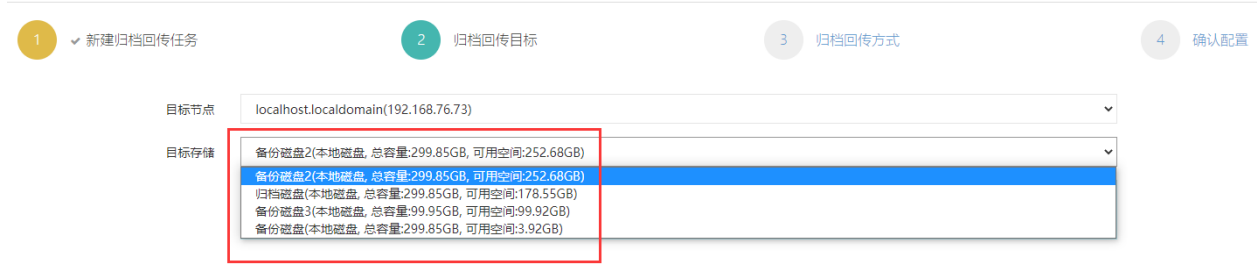 1 ✔ 新建归档回传任务 2 归档回传目标 3 归档回传方式 4 确认配置
目标节点 localhost.localdomain(192.168.76.73)
目标存储 备份磁盘2(本地磁盘, 总容量:299.85GB, 可用空间:252.68GB)
备份磁盘2(本地磁盘, 总容量:299.85GB, 可用空间:252.68GB)
归档磁盘(本地磁盘, 总容量:299.85GB, 可用空间:178.55GB)
备份磁盘3(本地磁盘, 总容量:99.95GB, 可用空间:99.92GB)
备份磁盘(本地磁盘, 总容量:299.85GB, 可用空间:3.92GB)